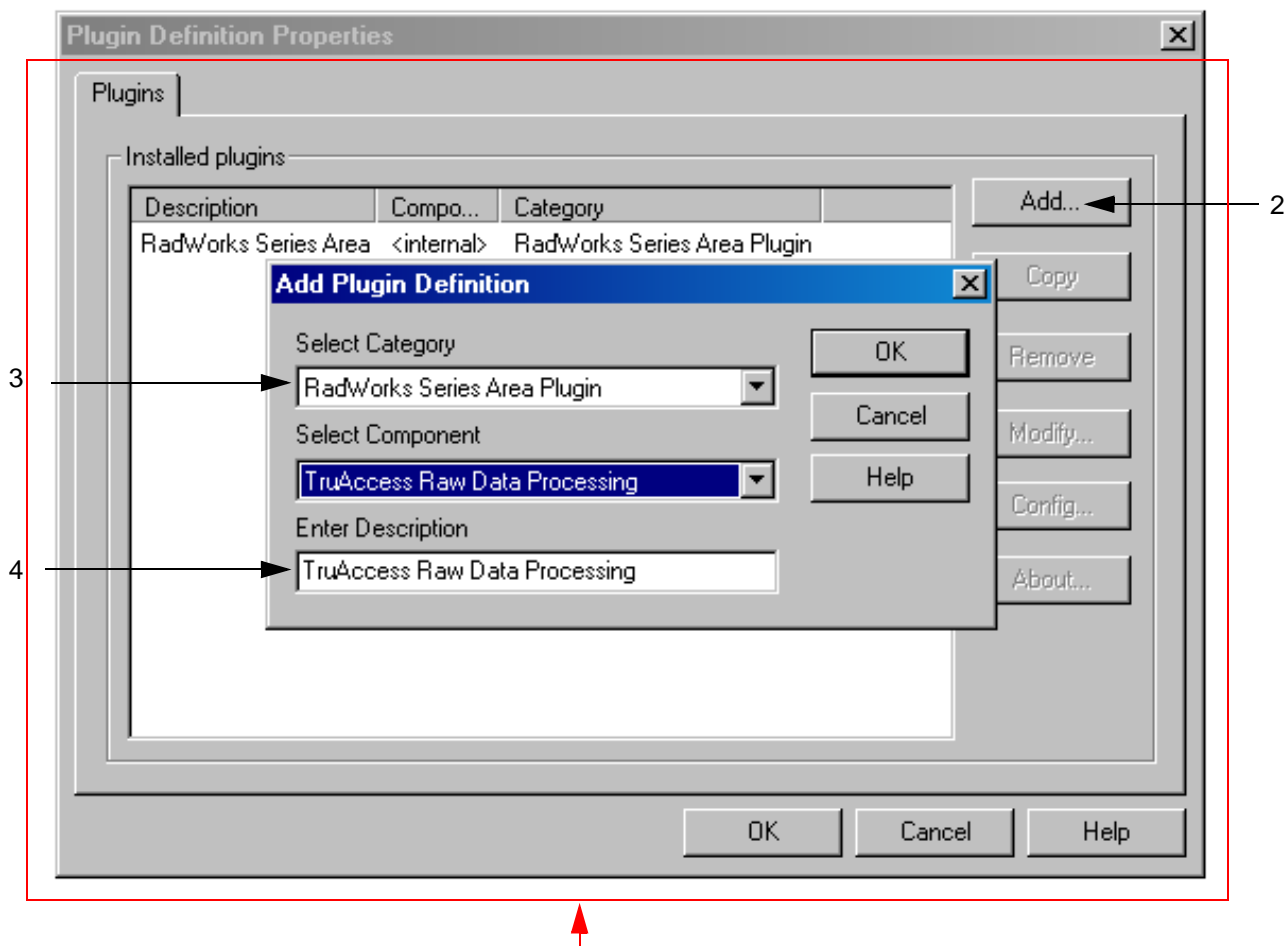 Plugin Definition Properties
Plugins
Installed plugins
Description Compo... Category
RadWorks Series Area <internal> RadWorks Series Area Plugin
Add...
2
Copy
Remove
Modify...
Config...
About...
Add Plugin Definition
Select Category
3
RadWorks Series Area Plugin
Select Component
TruAccess Raw Data Processing
Enter Description
4
TruAccess Raw Data Processing
OK
Cancel
Help
OK Cancel Help